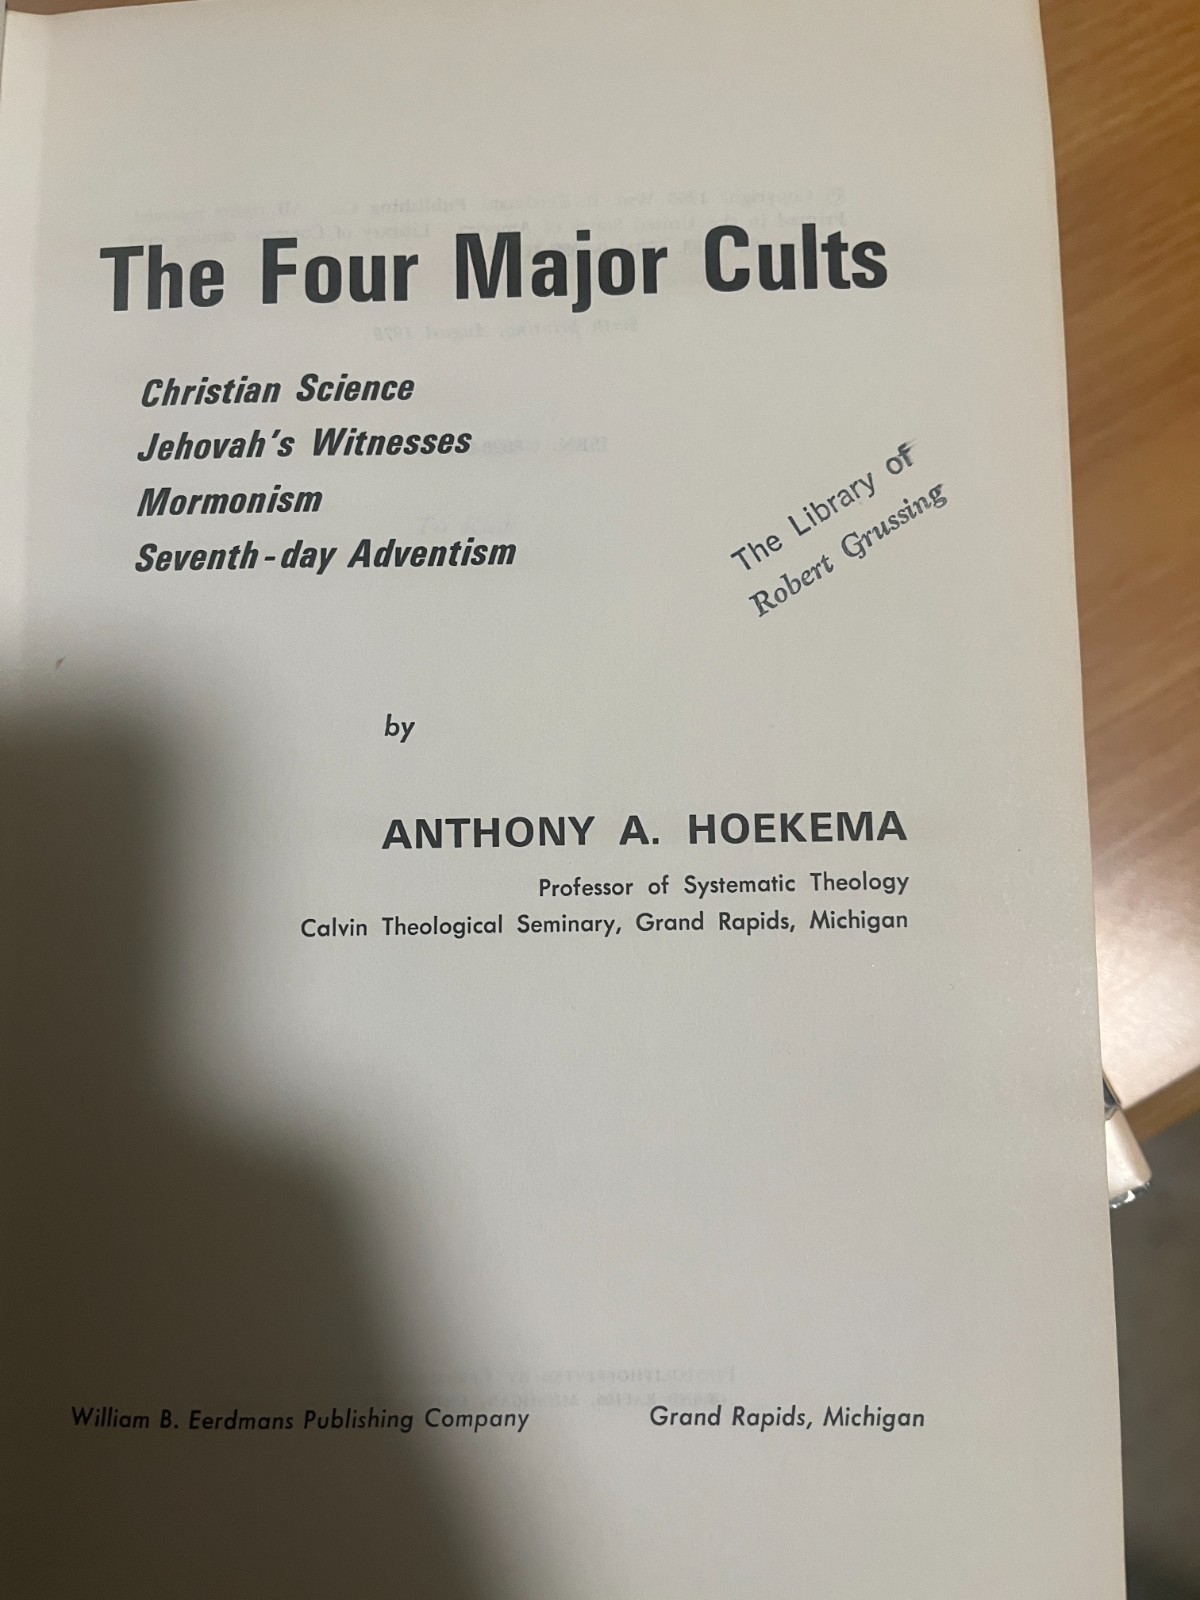 The Four Major Cults
Christian Science
Jehovah's Witnesses
Mormonism
Seventh-day Adventism
The Library of
Robert Grussing
by
ANTHONY A. HOEKEMA
Professor of Systematic Theology
Calvin Theological Seminary, Grand Rapids, Michigan
William B. Eerdmans Publishing Company Grand Rapids, Michigan